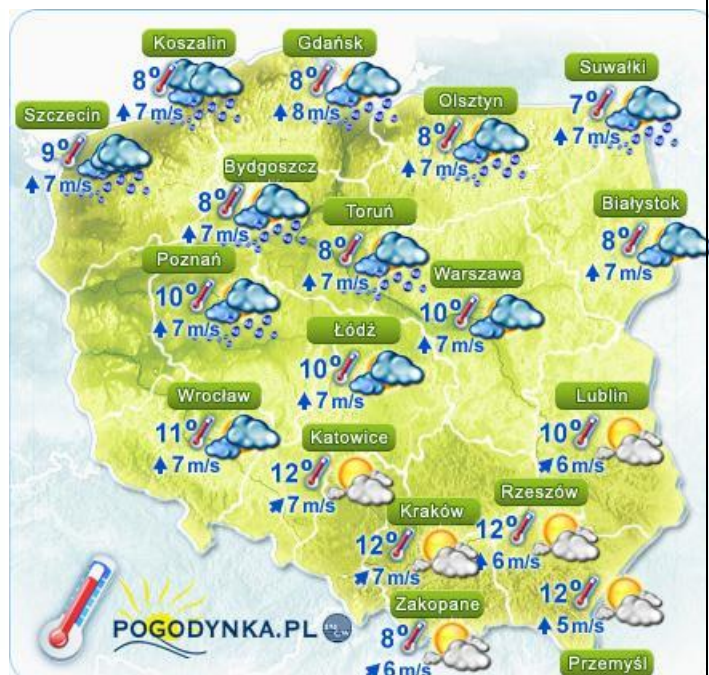 Koszalin
8°
7 m/s
Gdańsk
8°
8 m/s
Suwałki
7°
7 m/s
Szczecin
9°
7 m/s
Olsztyn
8°
7 m/s
Bydgoszcz
8°
7 m/s
Toruń
8°
7 m/s
Białystok
8°
7 m/s
Poznań
10°
7 m/s
Warszawa
10°
7 m/s
Łódź
10°
7 m/s
Wrocław
11°
7 m/s
Lublin
10°
6 m/s
Katowice
12°
7 m/s
Kraków
12°
7 m/s
Rzeszów
12°
6 m/s
12°
5 m/s
Przemyśl
Zakopane
8°
6 m/s
POGODYNKA.PL